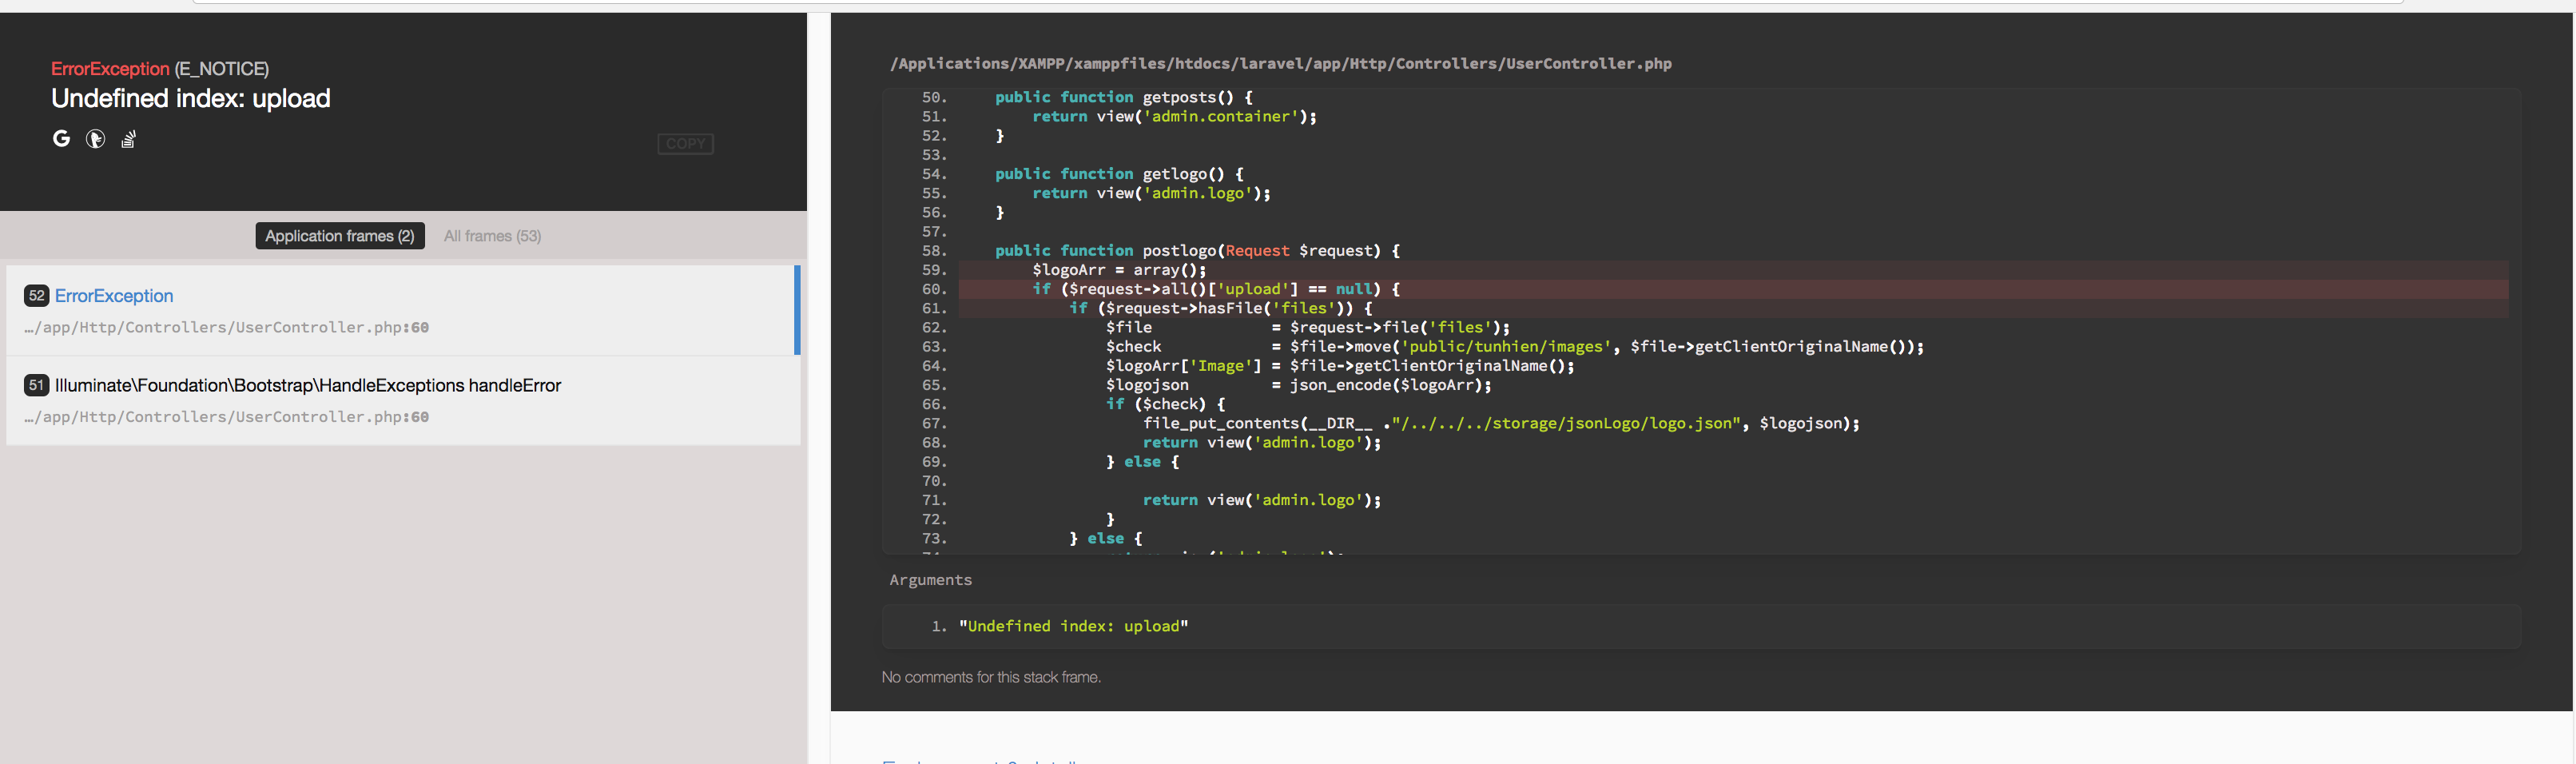 ErrorException (E_NOTICE)
Undefined index: upload
COPY
Application frames (2) All frames (53)
52 ErrorException
…/app/Http/Controllers/UserController.php:60
51 Illuminate\Foundation\Bootstrap\HandleExceptions handleError
…/app/Http/Controllers/UserController.php:60
/Applications/XAMPP/xamppfiles/htdocs/laravel/app/Http/Controllers/UserController.php
50.     public function getposts() {
51.         return view('admin.container');
52.     }
53.
54.     public function getlogo() {
55.         return view('admin.logo');
56.     }
57.
58.     public function postlogo(Request $request) {
59.         $logoArr = array();
60.         if ($request->all()['upload'] == null) {
61.             if ($request->hasFile('files')) {
62.                 $file             = $request->file('files');
63.                 $check            = $file->move('public/tunhien/images', $file->getClientOriginalName());
64.                 $logoArr['Image'] = $file->getClientOriginalName();
65.                 $logojson         = json_encode($logoArr);
66.                 if ($check) {
67.                     file_put_contents(__DIR__ ."/../../../storage/jsonLogo/logo.json", $logojson);
68.                     return view('admin.logo');
69.                 } else {
70.
71.                     return view('admin.logo');
72.                 }
73.             } else {
Arguments
1. "Undefined index: upload"
No comments for this stack frame.